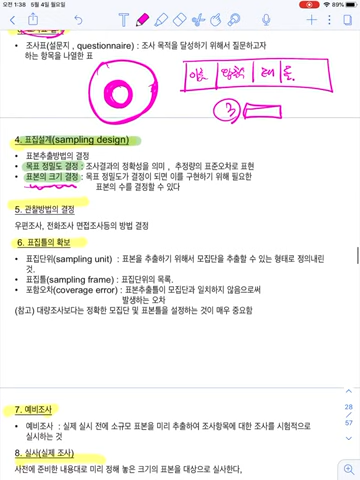 오전 1:38 5월 4일 월요일
• 조사표(설문지, questionnaire) : 조사 목적을 달성하기 위해서 질문하고자
하는 항목을 나열한 표
③
4. 표집설계(sampling design)
• 표본추출방법의 결정
• 목표 정밀도 결정 : 조사결과의 정확성을 의미, 추정량의 표준오차로 표현
• 표본의 크기 결정 : 목표 정밀도가 결정이 되면 이를 구현하기 위해 필요한
표본의 수를 결정할 수 있다
5. 관찰방법의 결정
우편조사, 전화조사 면접조사등의 방법 결정
6. 표집틀의 확보
• 표집단위(sampling unit) : 표본을 추출하기 위해서 모집단을 추출할 수 있는 형태로 정의내린
것.
• 표집틀(sampling frame) : 표집단위의 목록.
• 포함오차(coverage error) : 표본추출틀이 모집단과 일치하지 않음으로써
발생하는 오차
(참고) 대량조사보다는 정확한 모집단 및 표본틀을 설정하는 것이 매우 중요함
28
/
57
7. 예비조사
• 예비조사 : 실제 실시 전에 소규모 표본을 미리 추출하여 조사항목에 대한 조사를 시험적으로
실시하는 것
8. 실사(실제 조사)
사전에 준비한 내용대로 미리 정해 놓은 크기의 표본을 대상으로 실사한다,